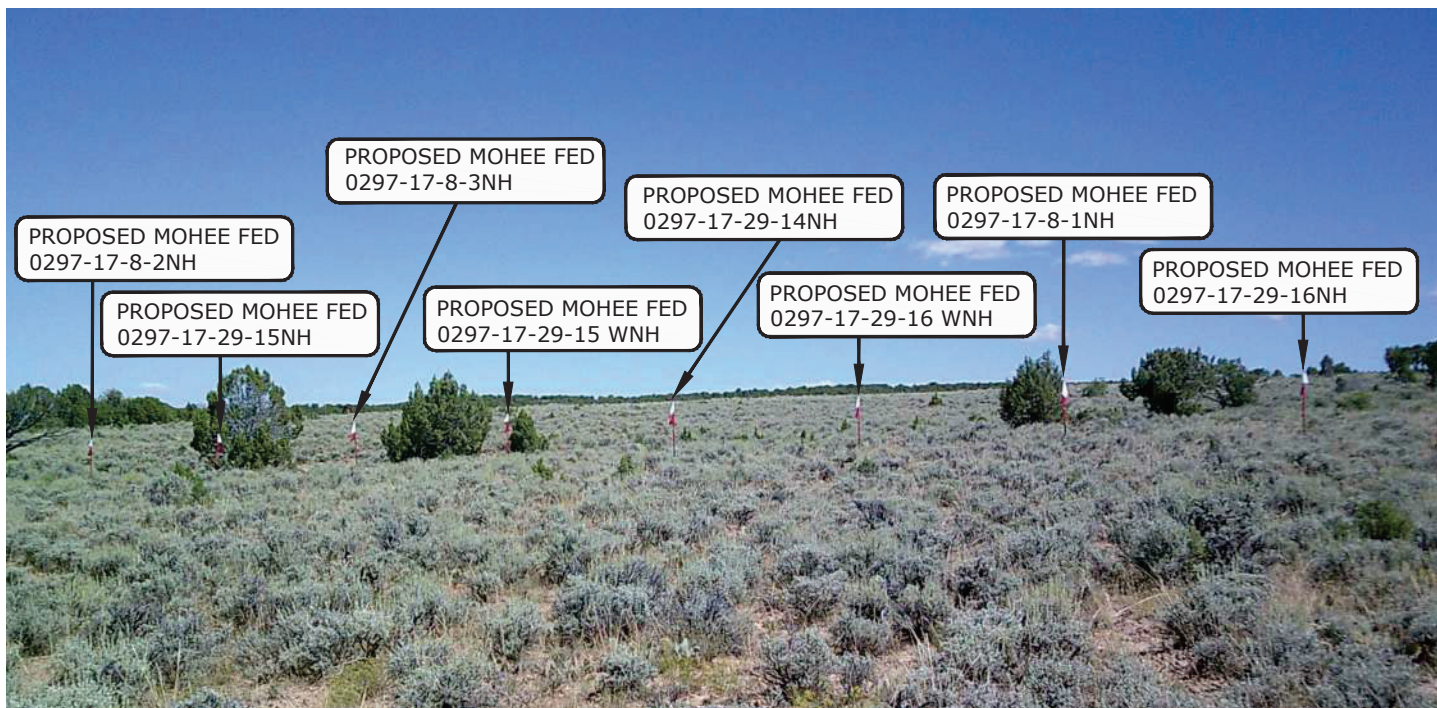 PROPOSED MOHEE FED
0297-17-8-2NH
PROPOSED MOHEE FED
0297-17-29-15NH
PROPOSED MOHEE FED
0297-17-8-3NH
PROPOSED MOHEE FED
0297-17-29-15 WNH
PROPOSED MOHEE FED
0297-17-29-14NH
PROPOSED MOHEE FED
0297-17-29-16 WNH
PROPOSED MOHEE FED
0297-17-8-1NH
PROPOSED MOHEE FED
0297-17-29-16NH